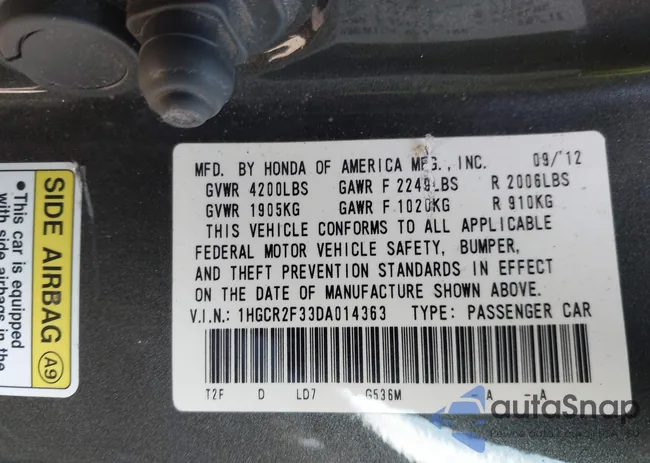 MFD. BY HONDA OF AMERICA MFG., INC. 09/'12
GVWR 4200LBS GAWR F 2249LBS R 2006LBS
GVWR 1905KG GAWR F 1020KG R 910KG
THIS VEHICLE CONFORMS TO ALL APPLICABLE
FEDERAL MOTOR VEHICLE SAFETY, BUMPER,
AND THEFT PREVENTION STANDARDS IN EFFECT
ON THE DATE OF MANUFACTURE SHOWN ABOVE.
V.I.N.: 1HGCR2F33DA014363 TYPE: PASSENGER CAR
T2F D LD7 G536M -A -A
SIDE AIRBAG A9
• This car is equipped
with side airbags in the
autoSnap